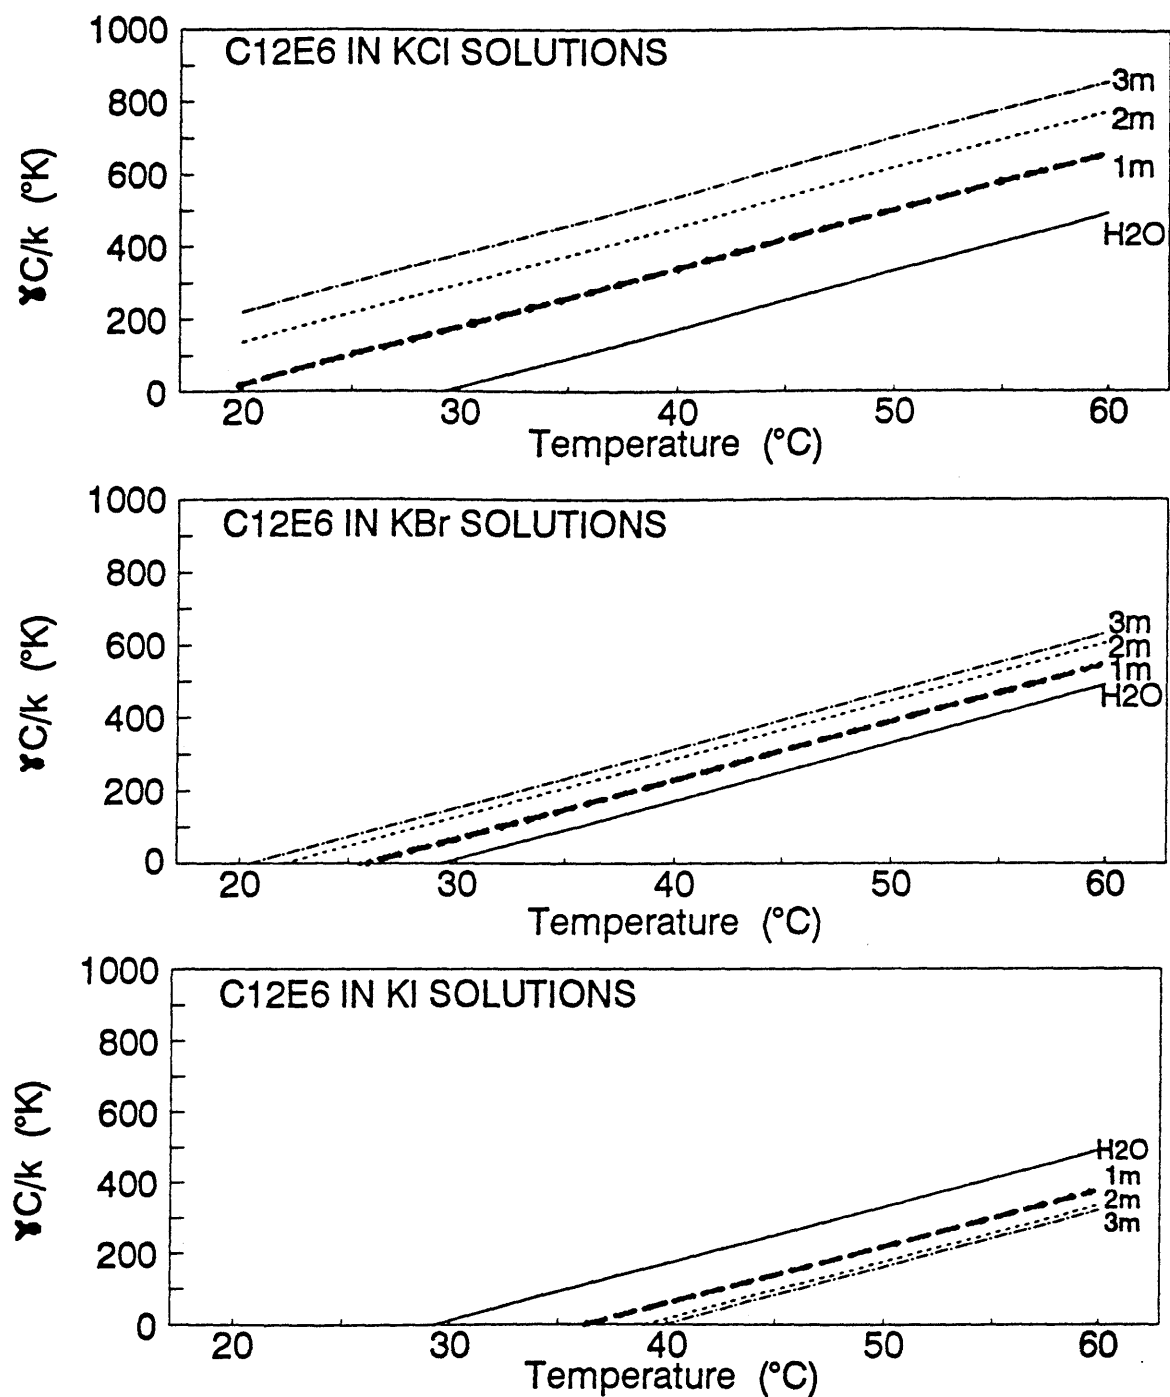 C12E6 IN KCl SOLUTIONS
1000
800
600
400
200
0
ɣC/k (°K)
3m
2m
1m
H2O
20 30 40 50 60
Temperature (°C)
C12E6 IN KBr SOLUTIONS
1000
800
600
400
200
0
ɣC/k (°K)
3m
2m
1m
H2O
20 30 40 50 60
Temperature (°C)
C12E6 IN KI SOLUTIONS
1000
800
600
400
200
0
ɣC/k (°K)
H2O
1m
2m
3m
20 30 40 50 60
Temperature (°C)